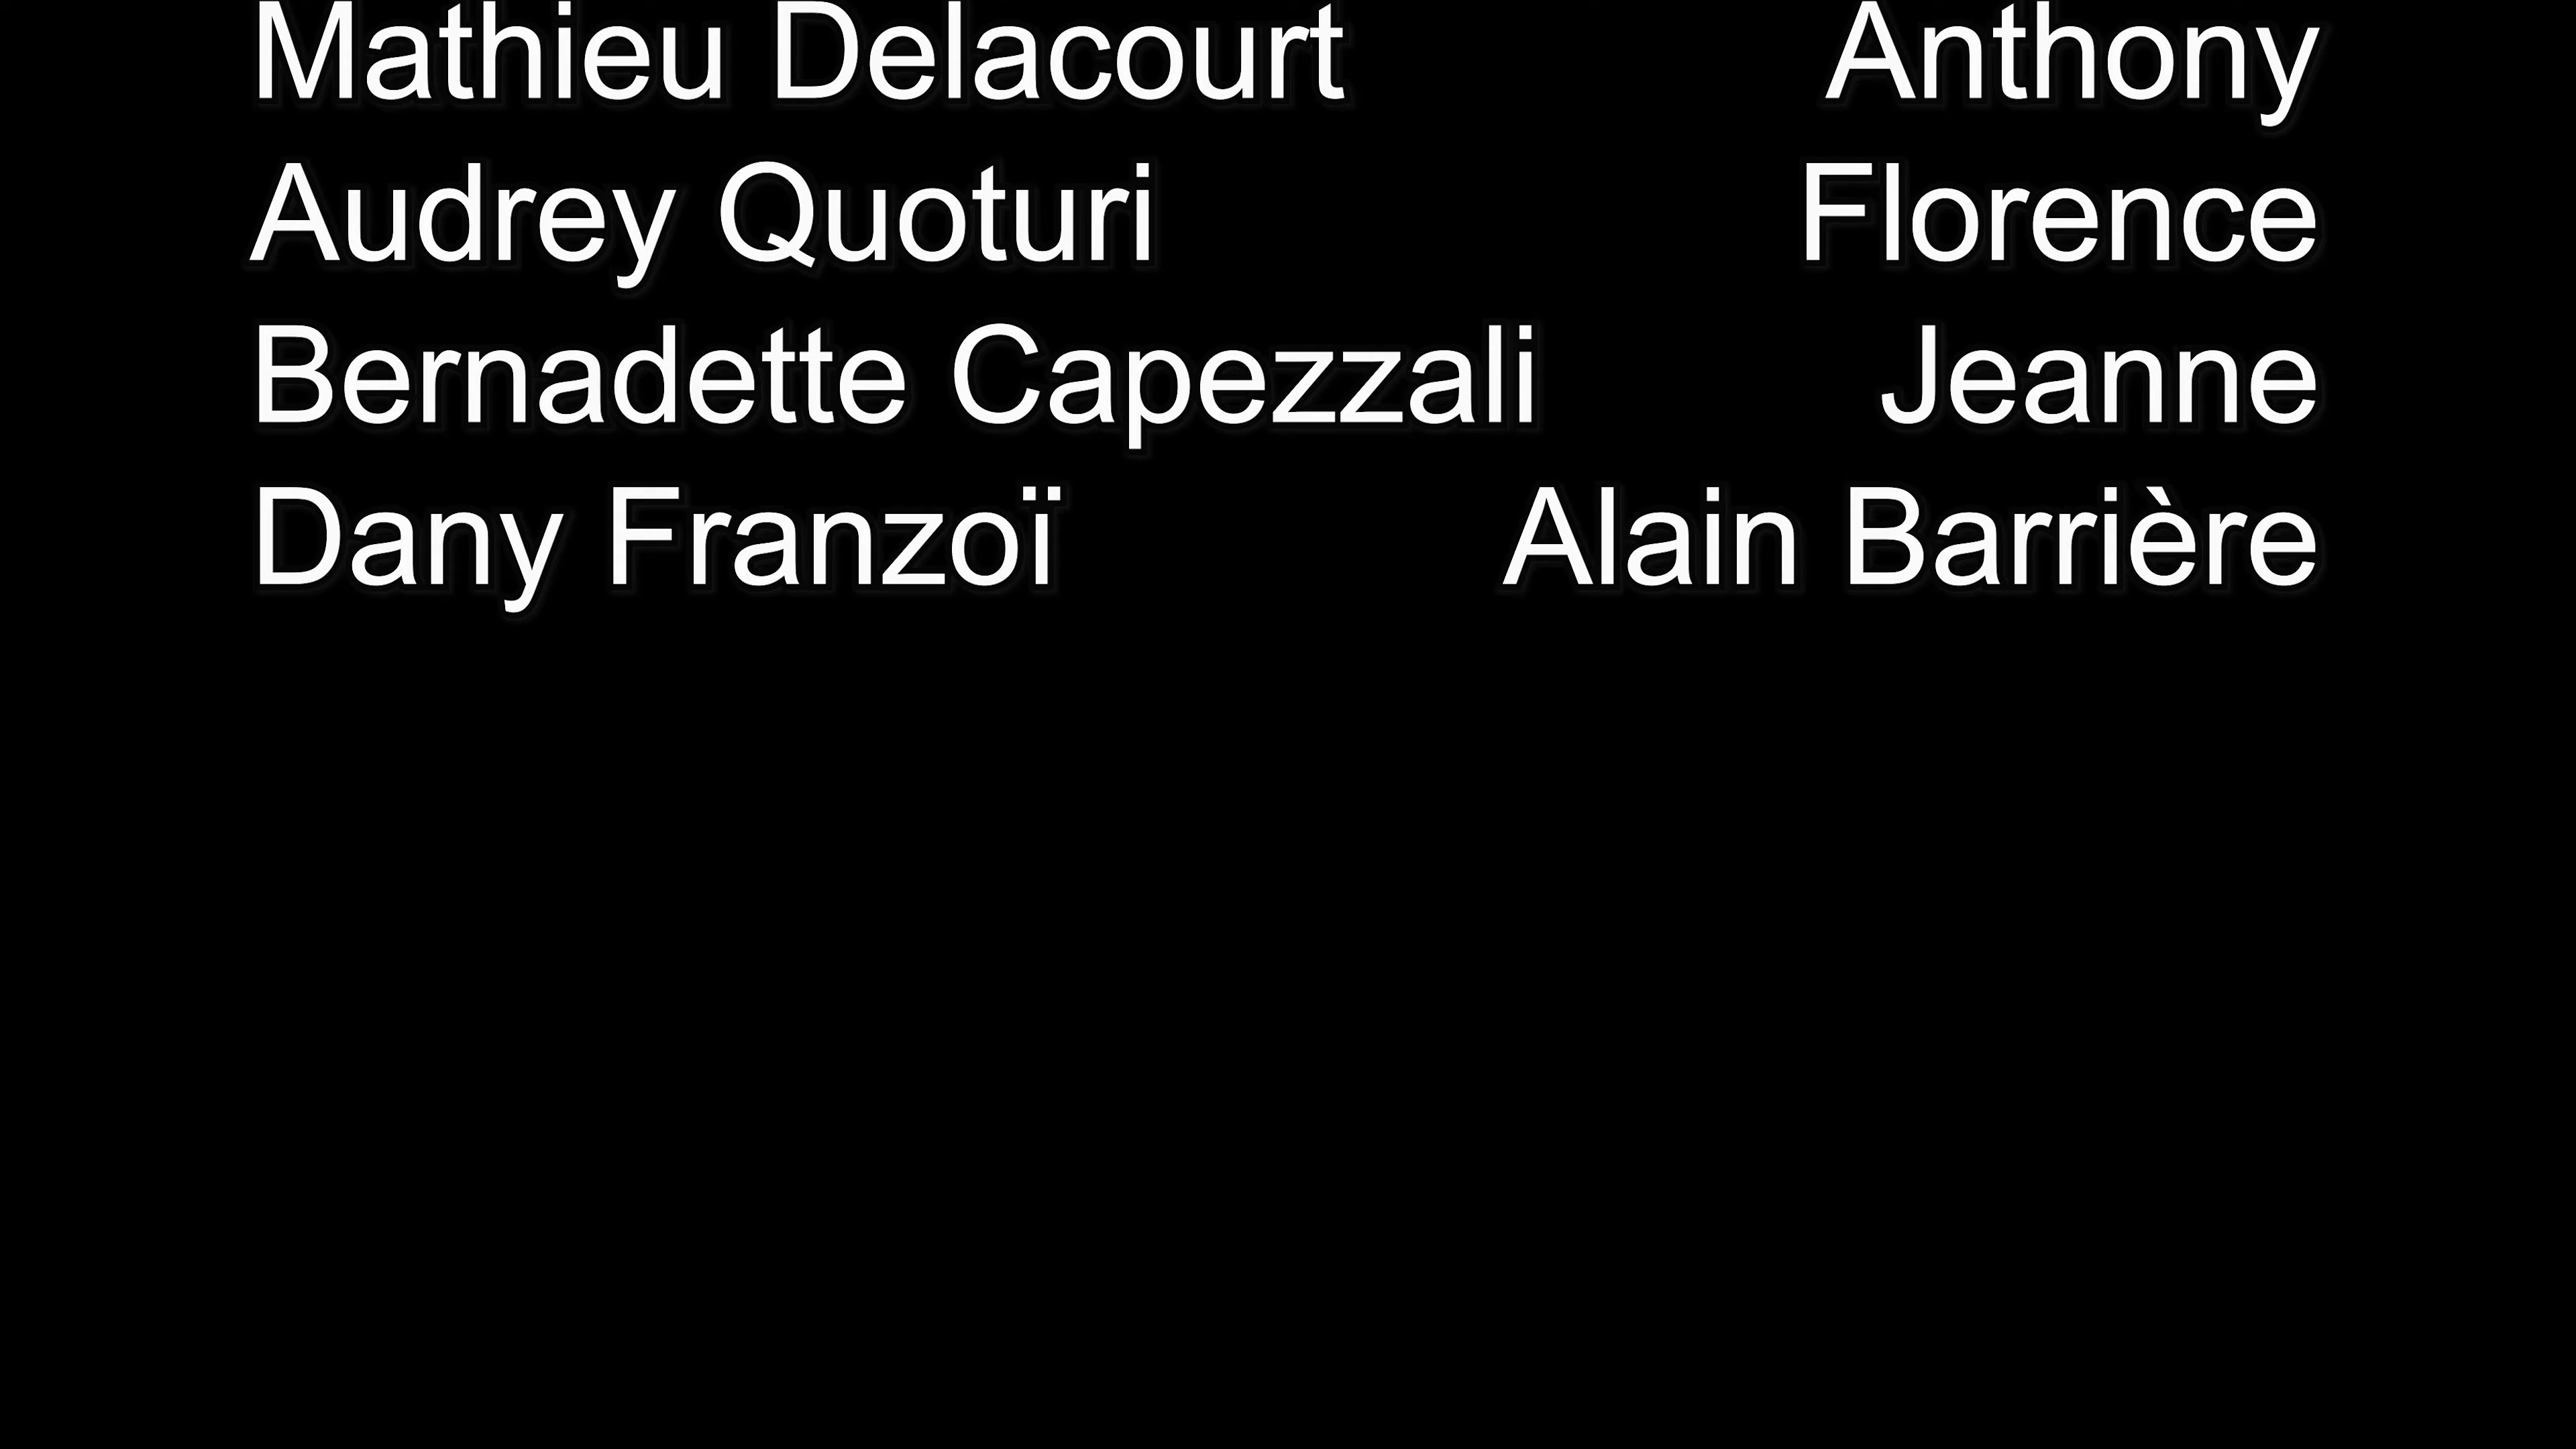 Mathieu Delacourt Anthony
Audrey Quoturi Florence
Bernadette Capezzali Jeanne
Dany Franzoï Alain Barrière